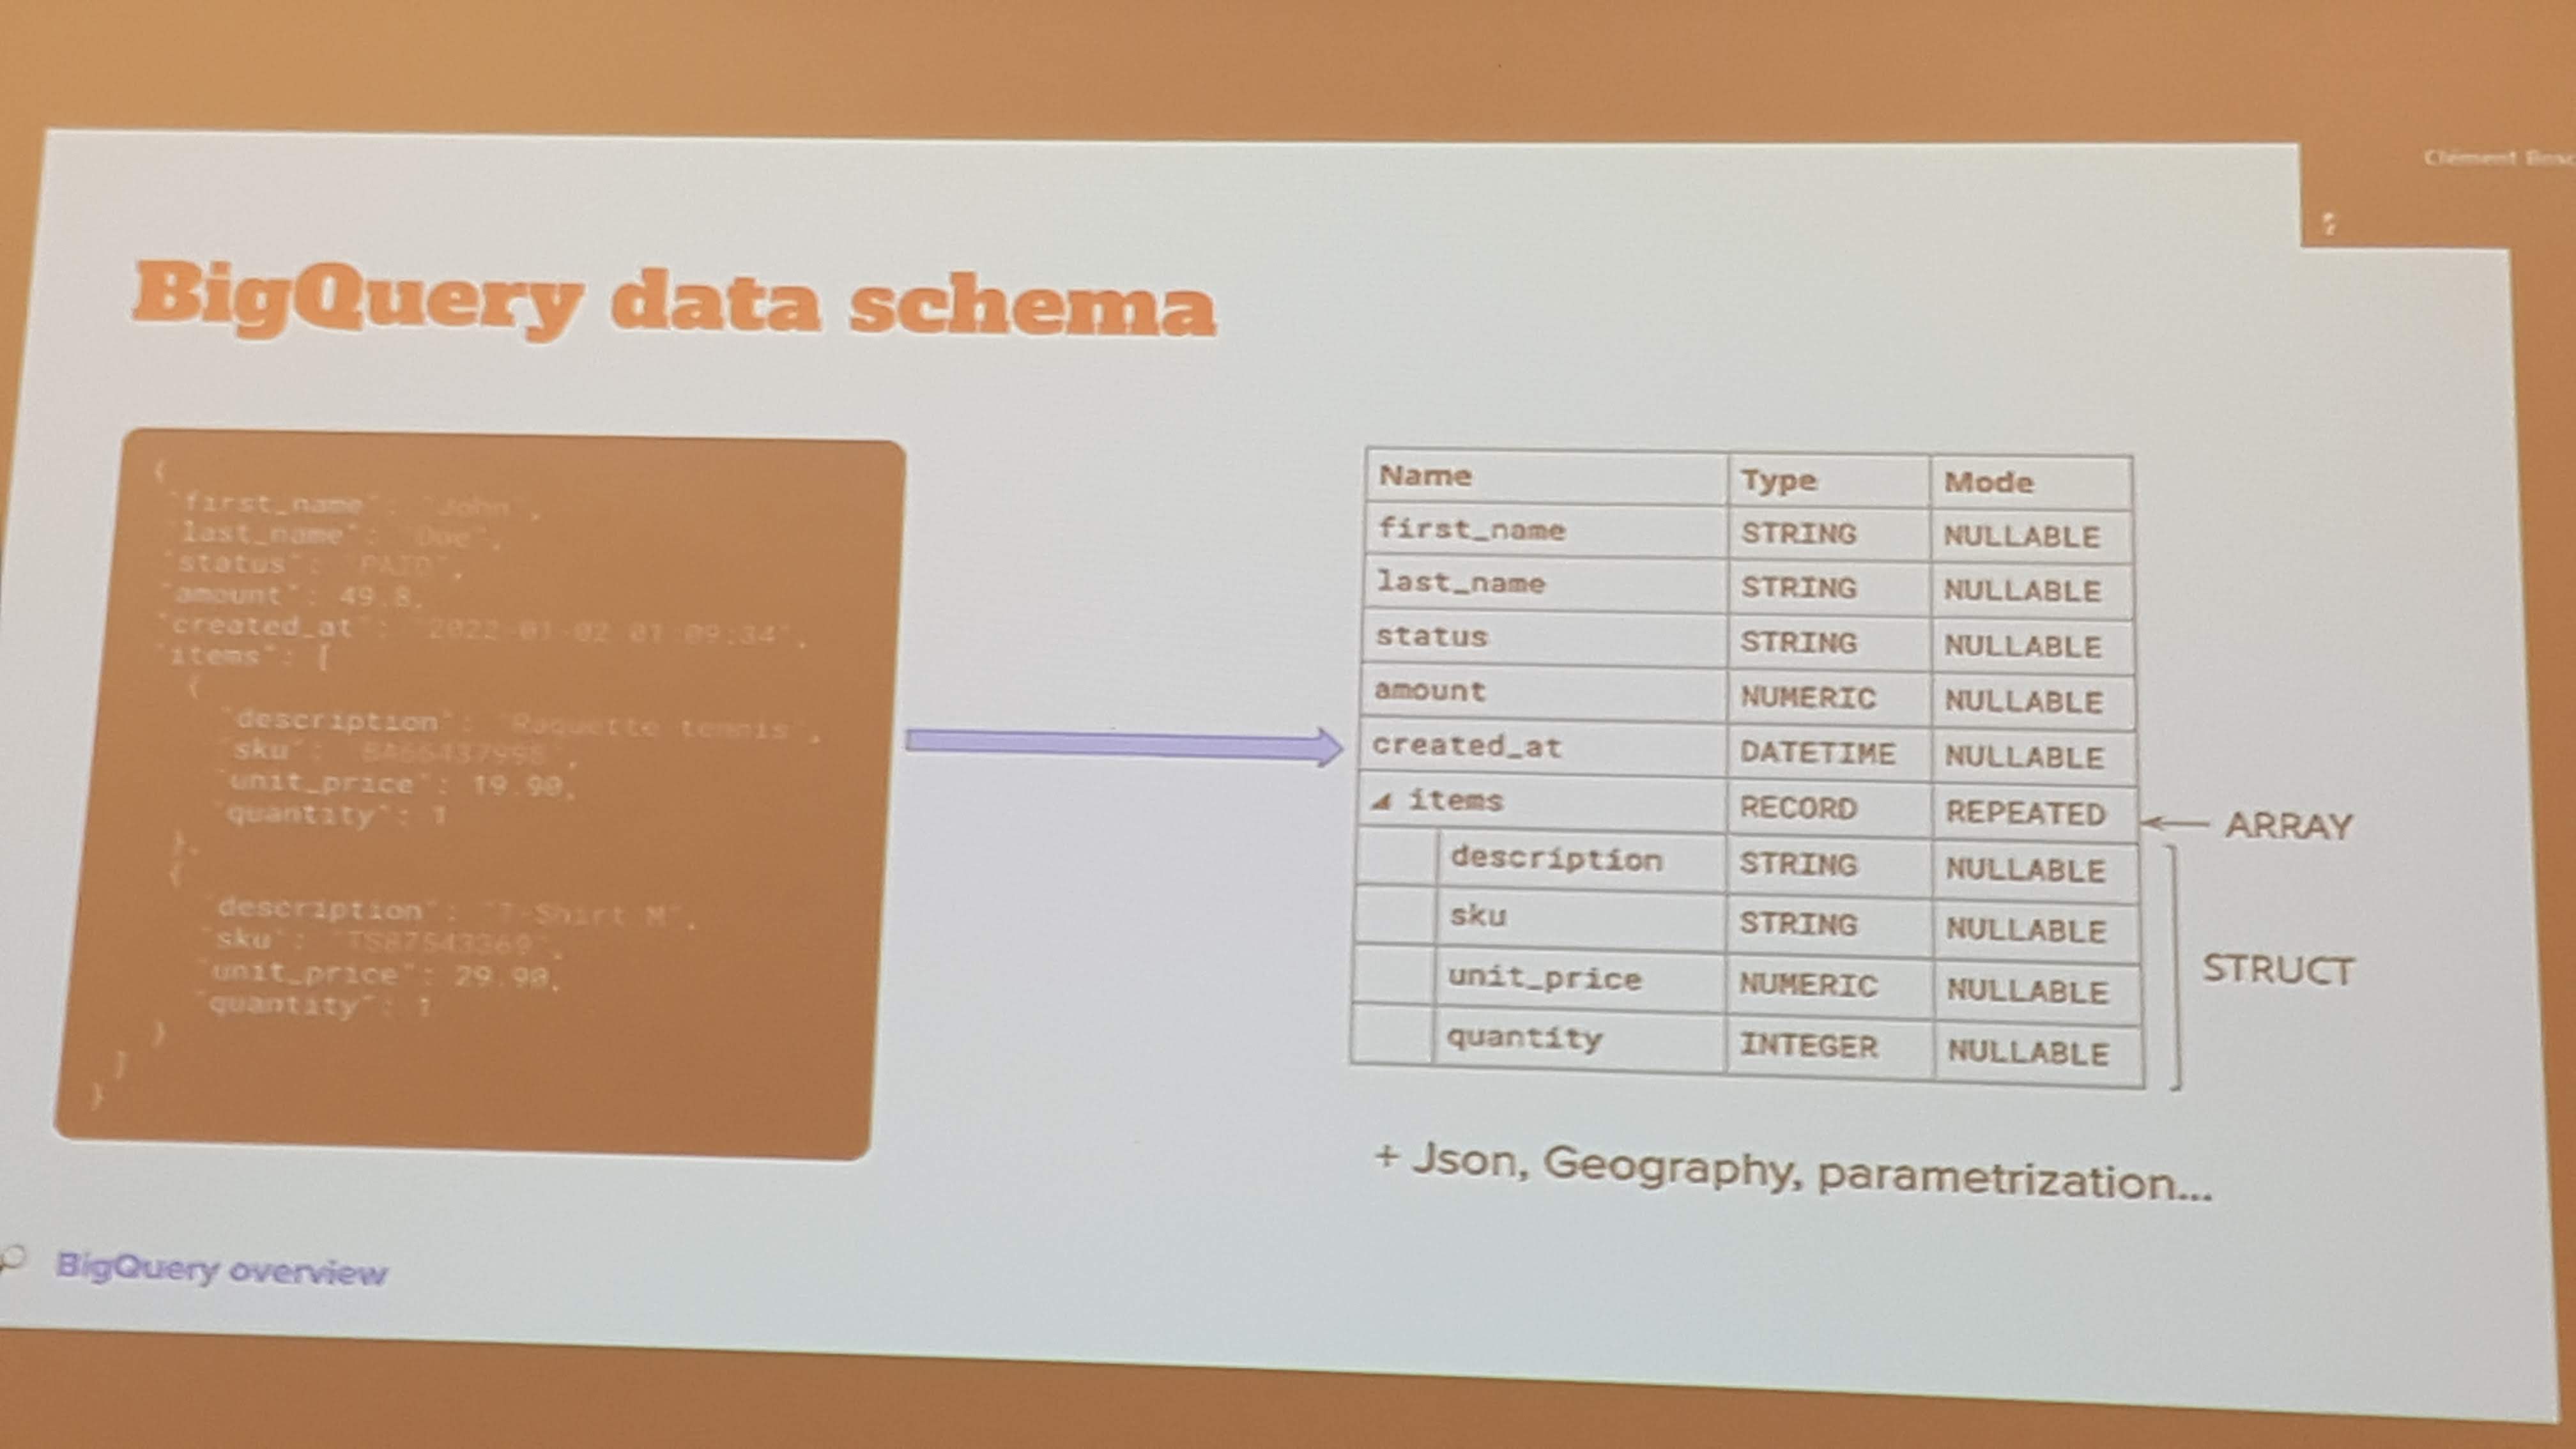 Clément
BigQuery data schema
{
"first_name": "John",
"last_name": "Doe",
"status": "PAID",
"amount": 49.8,
"created_at": "2022-01-02 01:09:34",
"items": [
{
"description": "Raquette tennis",
"sku":
"unit_price": 19.90,
"quantity": 1
},
{
"description": "T-Shirt M",
"sku": "TS87543369",
"unit_price": 29.90,
"quantity": 1
}
]
}
Name Type Mode
first_name STRING NULLABLE
last_name STRING NULLABLE
status STRING NULLABLE
amount NUMERIC NULLABLE
created_at DATETIME NULLABLE
items RECORD REPEATED ARRAY
description STRING NULLABLE
sku STRING NULLABLE
unit_price NUMERIC NULLABLE
quantity INTEGER NULLABLE
STRUCT
+ Json, Geography, parametrization...
BigQuery overview